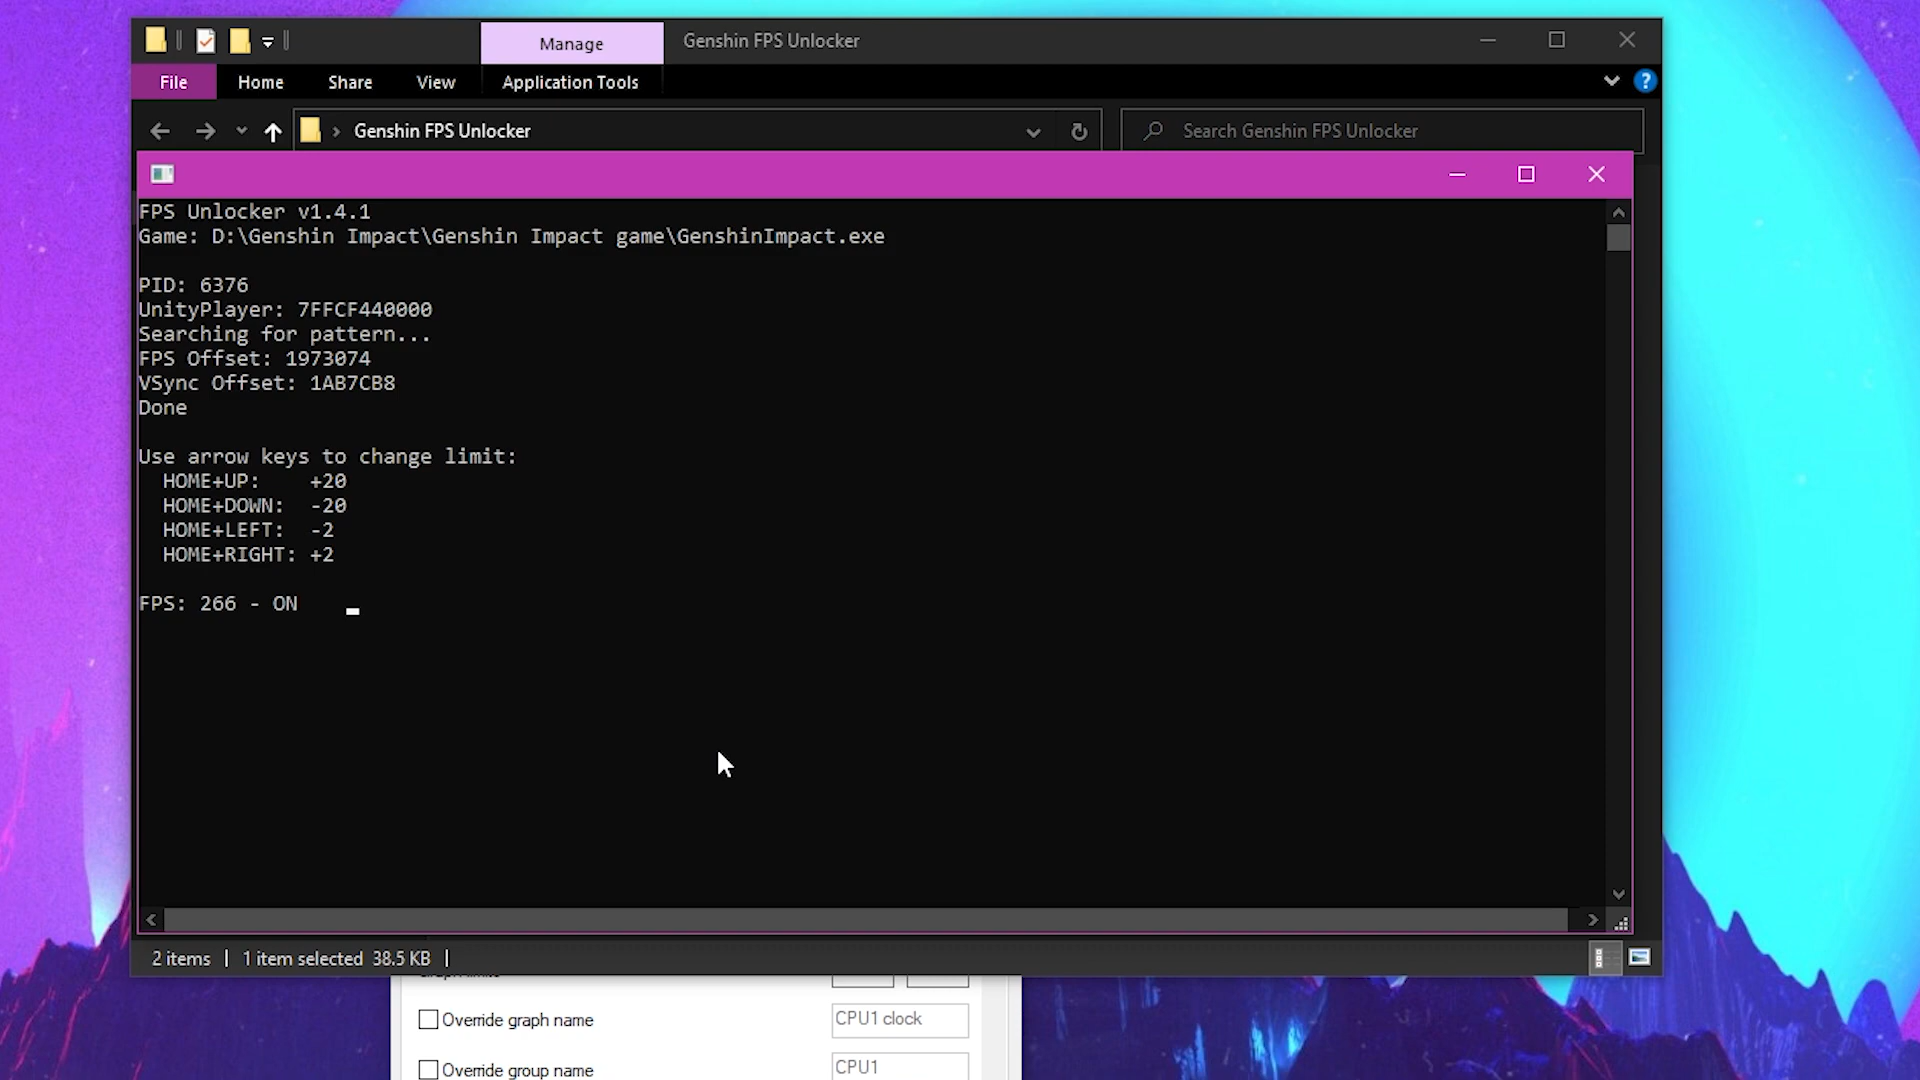 Manage
Genshin FPS Unlocker
File
Home
Share
View
Application Tools
Genshin FPS Unlocker
Search Genshin FPS Unlocker
FPS Unlocker v1.4.1
Game: D:\Genshin Impact\Genshin Impact game\GenshinImpact.exe
PID: 6376
UnityPlayer: 7FFCF440000
Searching for pattern...
FPS Offset: 1973074
VSync Offset: 1AB7CB8
Done
Use arrow keys to change limit:
HOME+UP: +20
HOME+DOWN: -20
HOME+LEFT: -2
HOME+RIGHT: +2
FPS: 266 - ON
2 items | 1 item selected 38.5 KB |
Override graph name
CPU1 clock
Override group name
CPU1